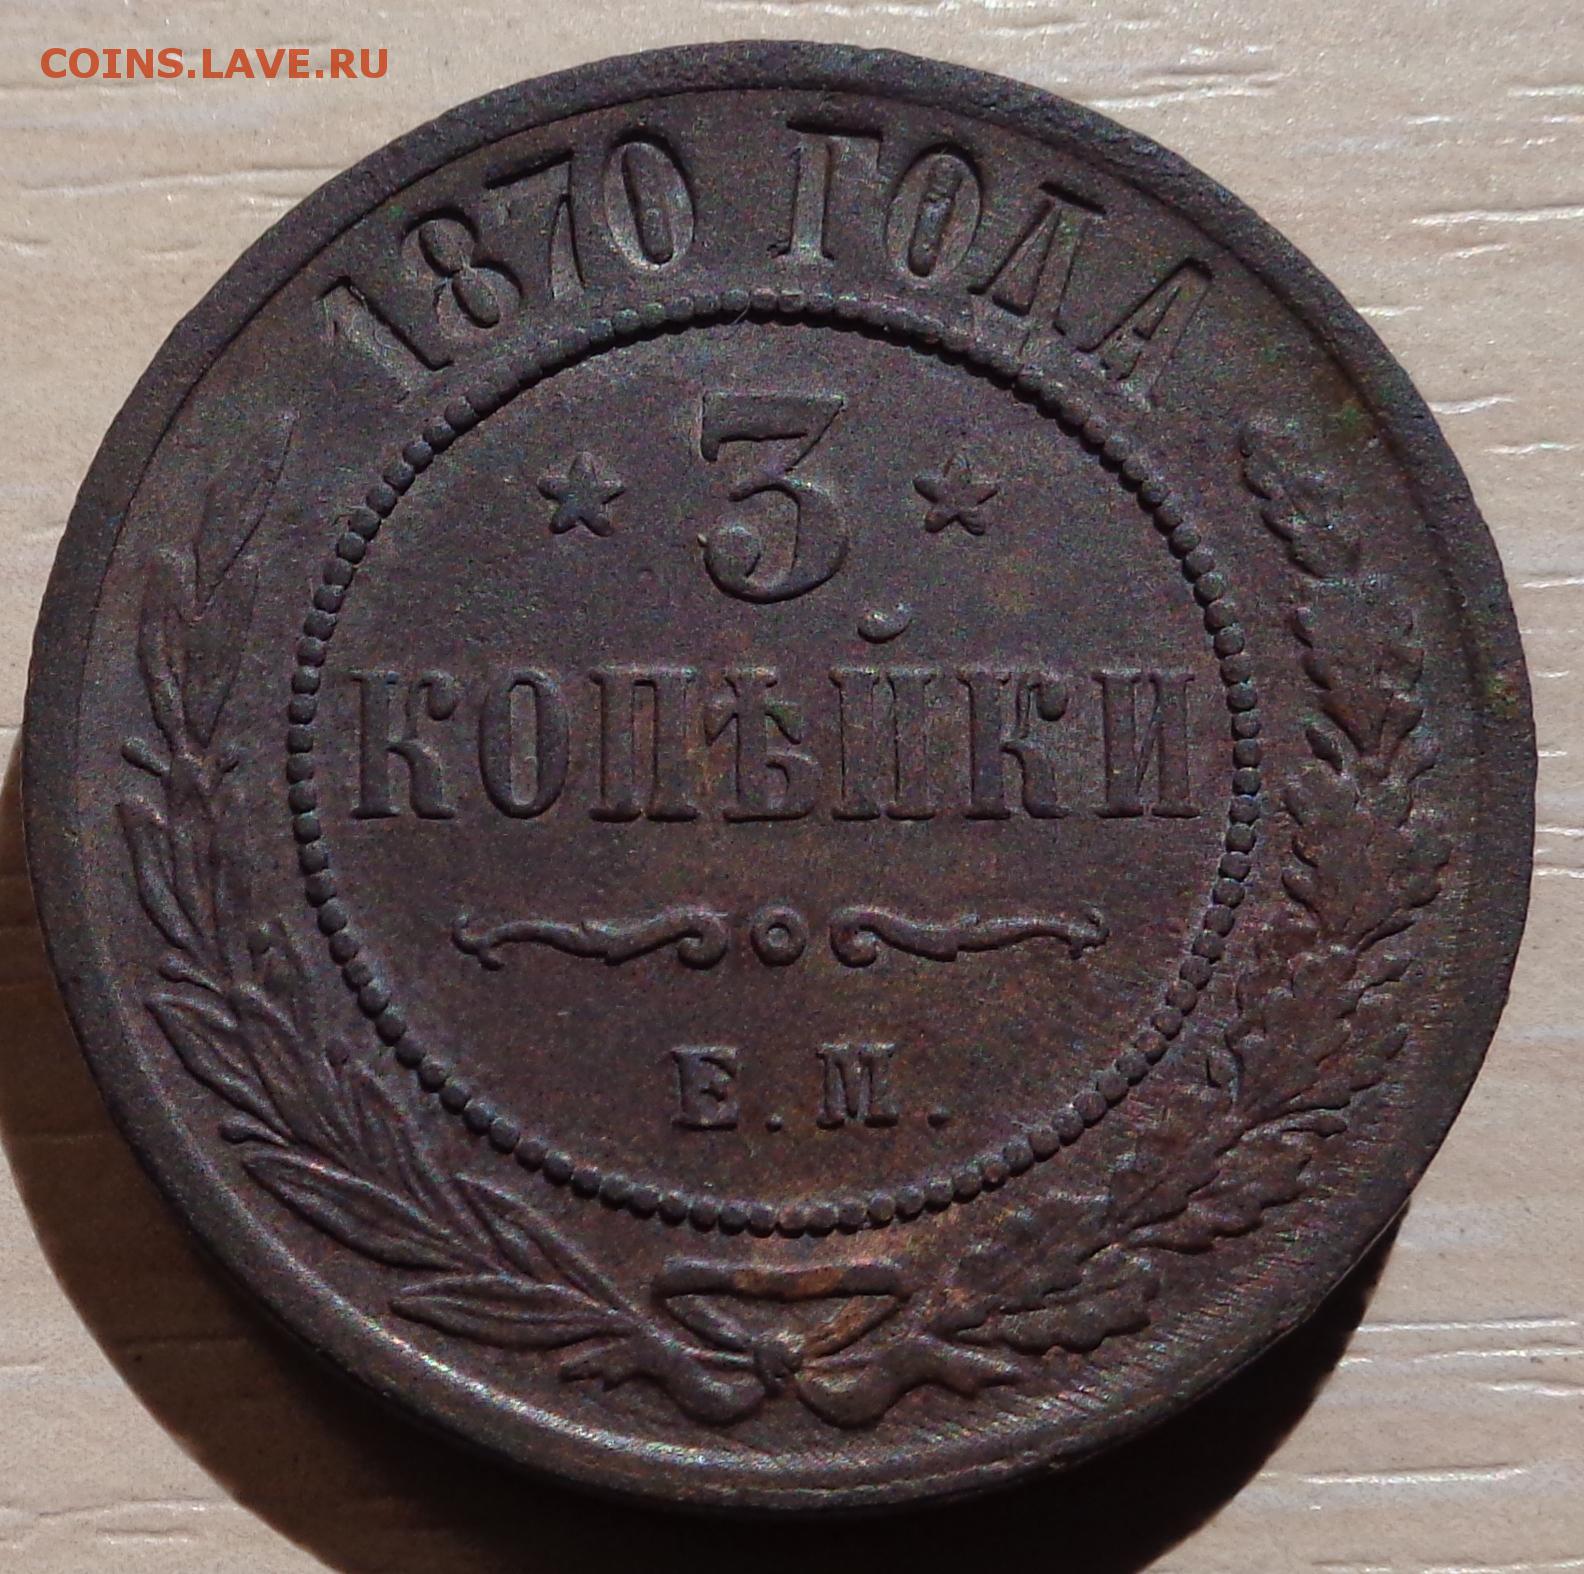 COINS.LAVE.RU
1870 ГОДА
* 3 *
КОПѢЙКИ
Е.М.